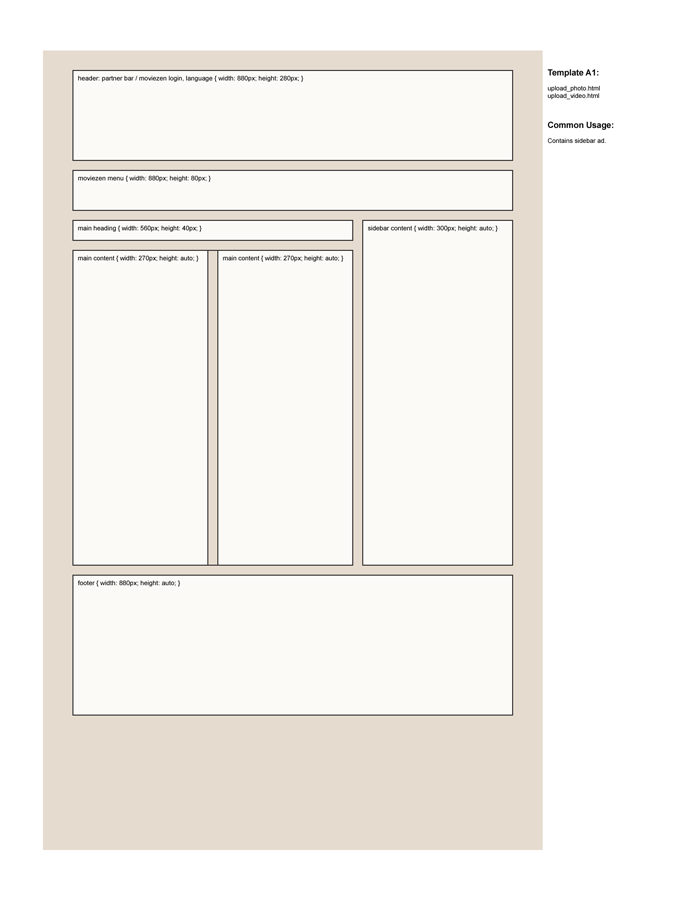 header: partner bar / moviezen login, language { width: 880px; height: 280px; }
moviezen menu { width: 880px; height: 80px; }
main heading { width: 560px; height: 40px; }
sidebar content { width: 300px; height: auto; }
main content { width: 270px; height: auto; }
main content { width: 270px; height: auto; }
footer { width: 880px; height: auto; }
Template A1:
upload_photo.html
upload_video.html
Common Usage:
Contains sidebar ad.